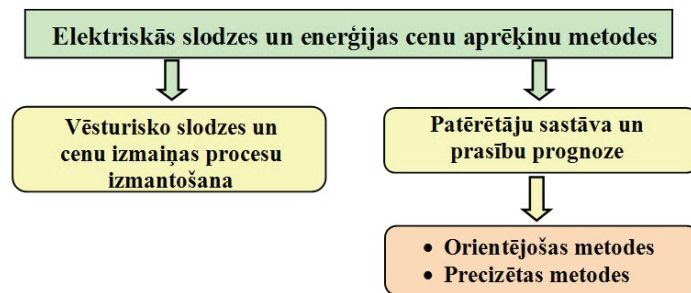 Elektriskās slodzes un enerģijas cenu aprēķinu metodes
Vēsturisko slodzes un
cenu izmaiņas procesu
izmantošana
Patērētāju sastāva un
prasību prognoze
• Orientējošas metodes
• Precizētas metodes